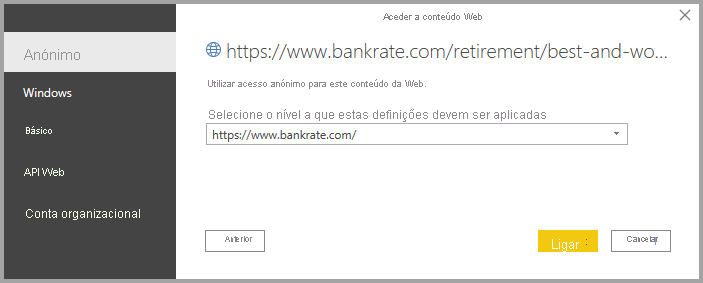 Aceder a conteúdo Web
Anónimo
Windows
Básico
API Web
Conta organizacional
https://www.bankrate.com/retirement/best-and-wo...
Utilizar acesso anónimo para este conteúdo da Web.
Selecione o nível a que estas definições devem ser aplicadas
https://www.bankrate.com/
Anterior
Ligar
Cancelar